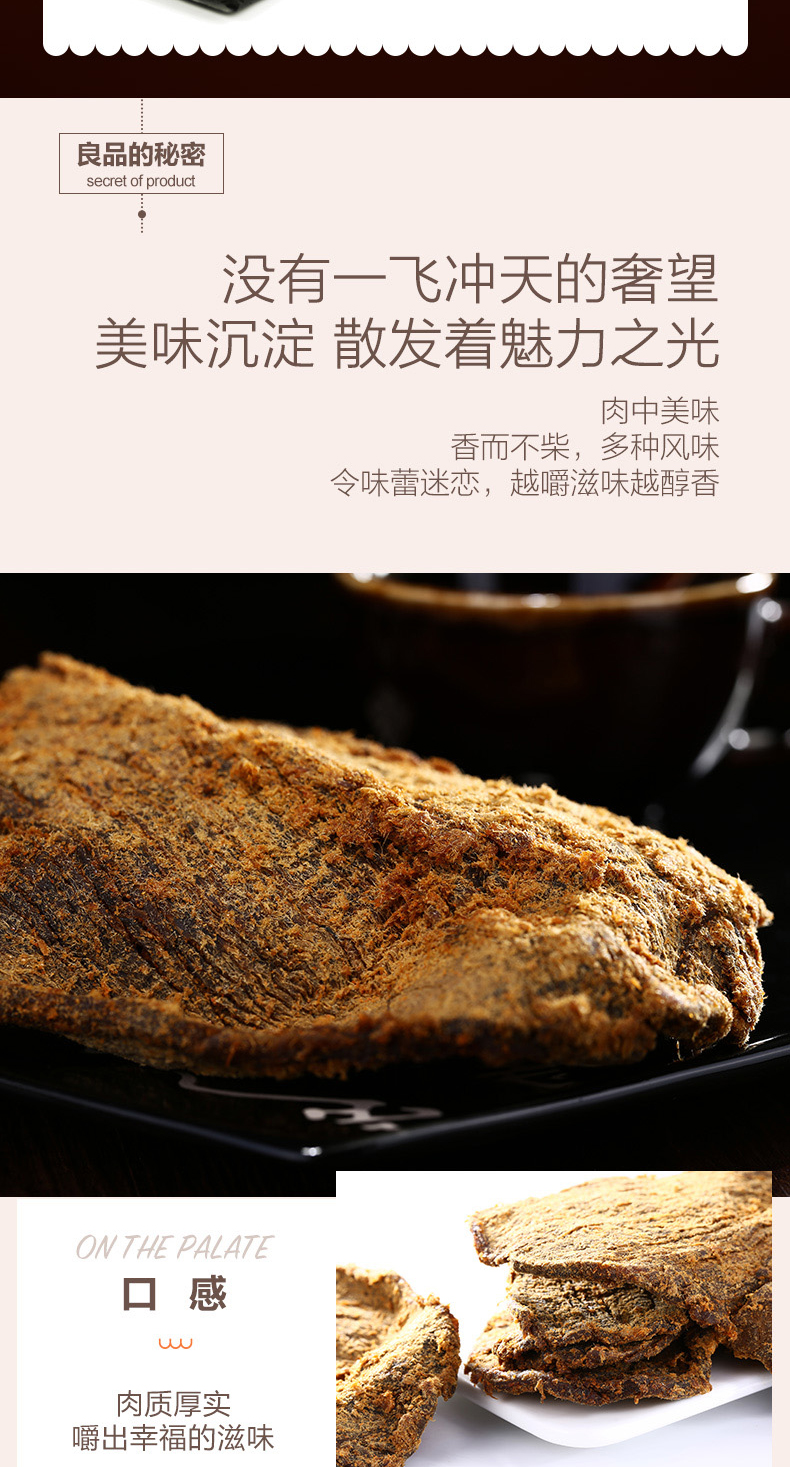 良品的秘密
secret of product
没有一飞冲天的奢望
美味沉淀 散发着魅力之光
肉中美味
香而不柴，多种风味
令味蕾迷恋，越嚼滋味越醇香
ON THE PALATE
口 感
肉质厚实
嚼出幸福的滋味